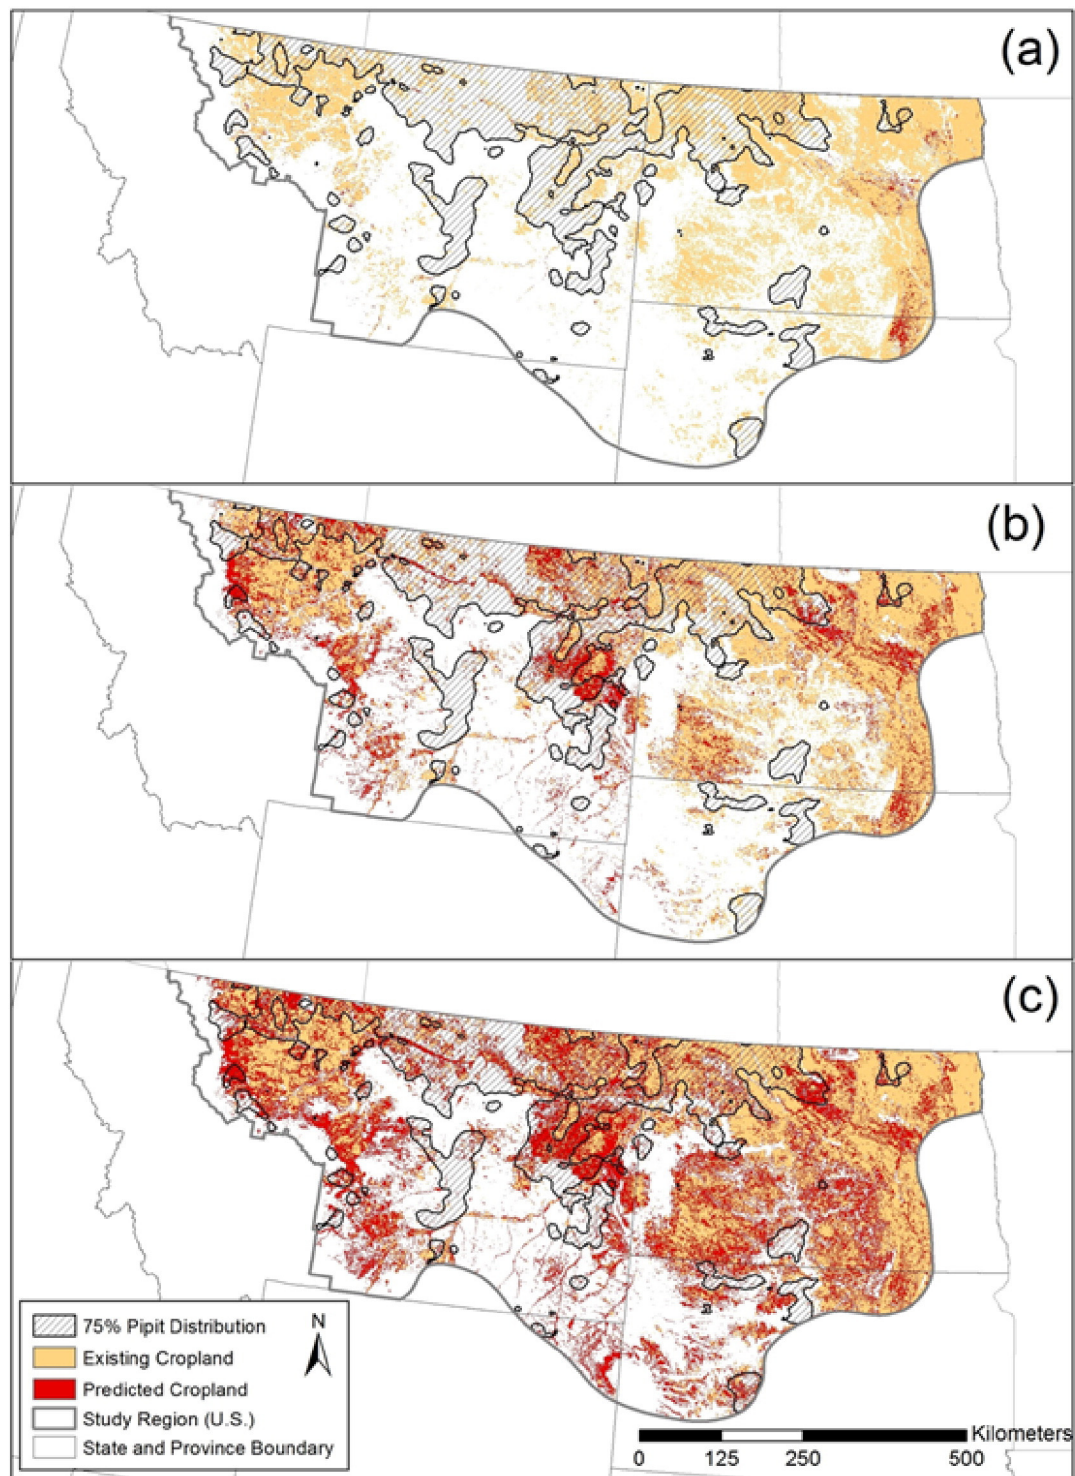 (a)
(b)
(c)
75% Pipit Distribution
Existing Cropland
Predicted Cropland
Study Region (U.S.)
State and Province Boundary
N
Kilometers
0 125 250 500